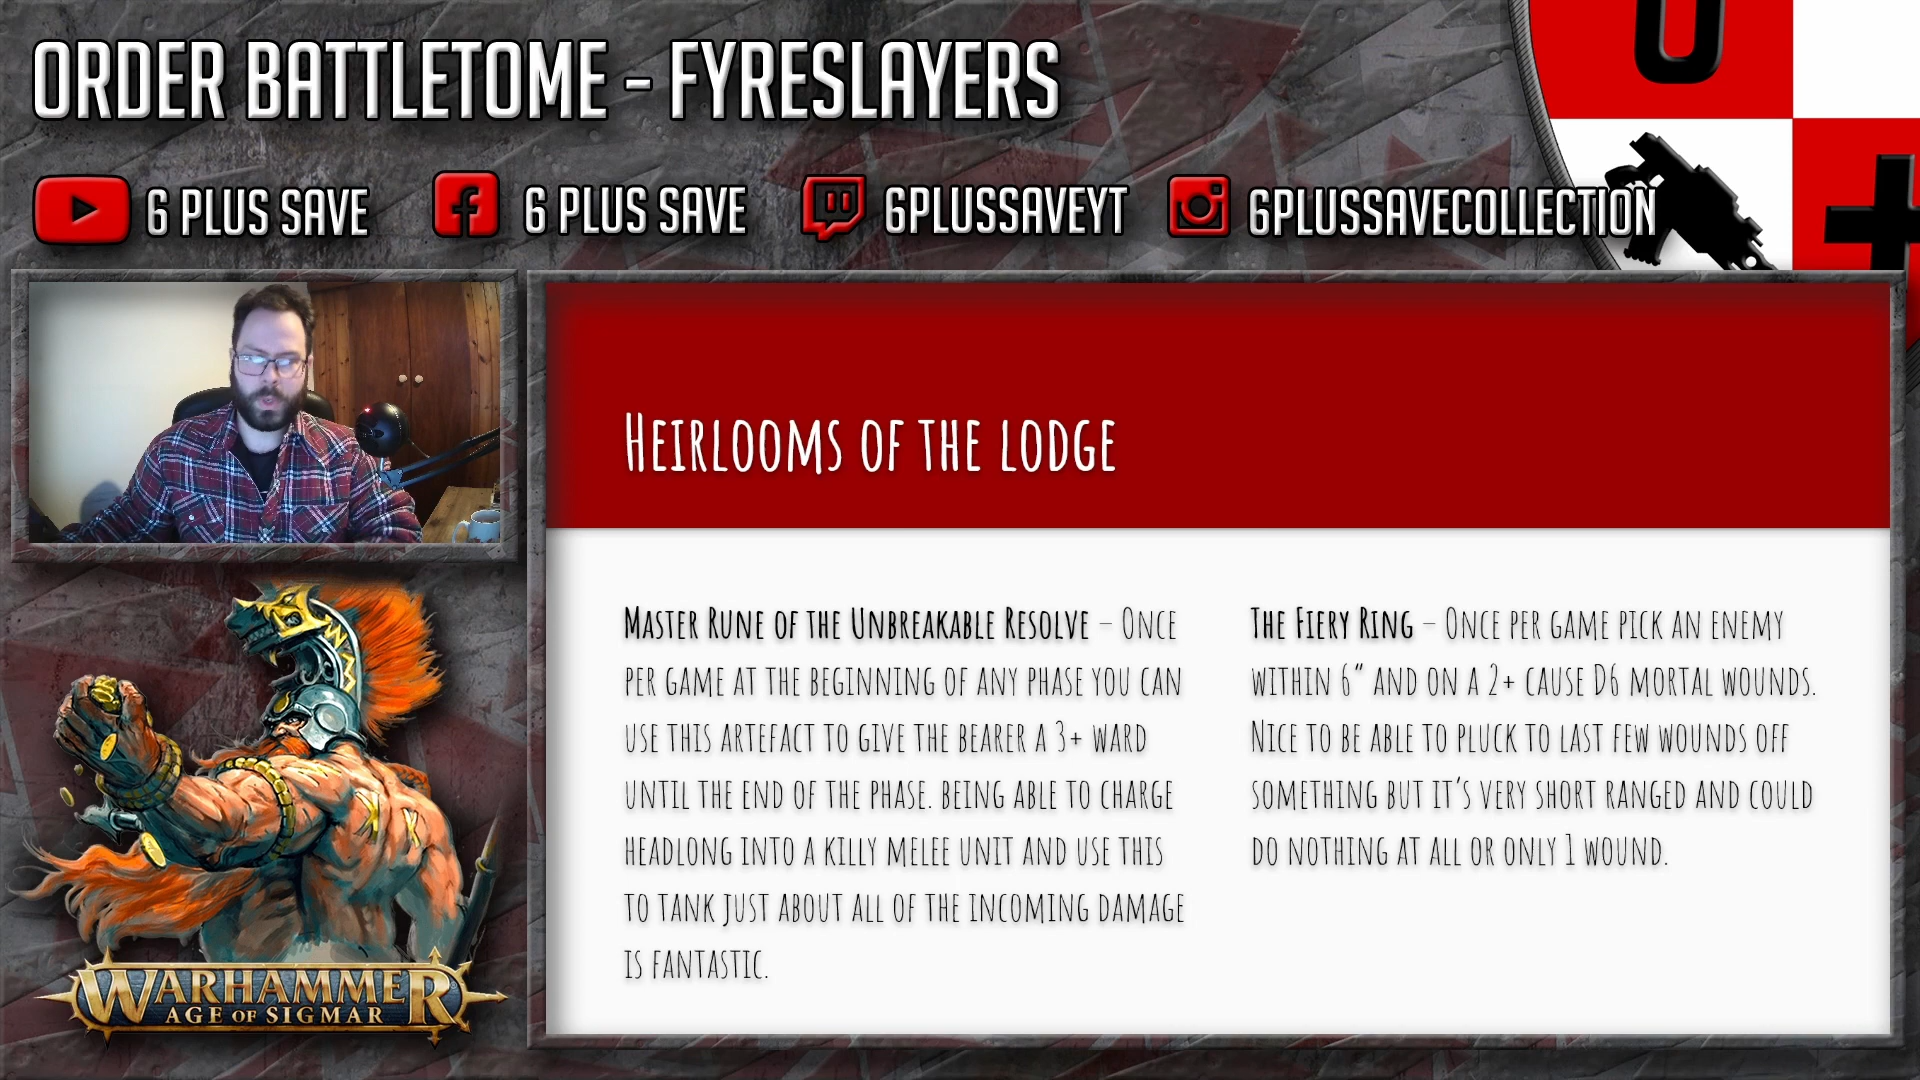 ORDER BATTLETOME - FYRESLAYERS
6 PLUS SAVE
6 PLUS SAVE
6PLUSSAVEYT
6PLUSSAVECOLLECTION
HEIRLOOMS OF THE LODGE
MASTER RUNE OF THE UNBREAKABLE RESOLVE – ONCE
PER GAME AT THE BEGINNING OF ANY PHASE YOU CAN
USE THIS ARTEFACT TO GIVE THE BEARER A 3+ WARD
UNTIL THE END OF THE PHASE. BEING ABLE TO CHARGE
HEADLONG INTO A KILLY MELEE UNIT AND USE THIS
TO TANK JUST ABOUT ALL OF THE INCOMING DAMAGE
IS FANTASTIC.
THE FIERY RING – ONCE PER GAME PICK AN ENEMY
WITHIN 6” AND ON A 2+ CAUSE D6 MORTAL WOUNDS.
NICE TO BE ABLE TO PLUCK TO LAST FEW WOUNDS OFF
SOMETHING BUT IT’S VERY SHORT RANGED AND COULD
DO NOTHING AT ALL OR ONLY 1 WOUND.
WARHAMMER
AGE OF SIGMAR